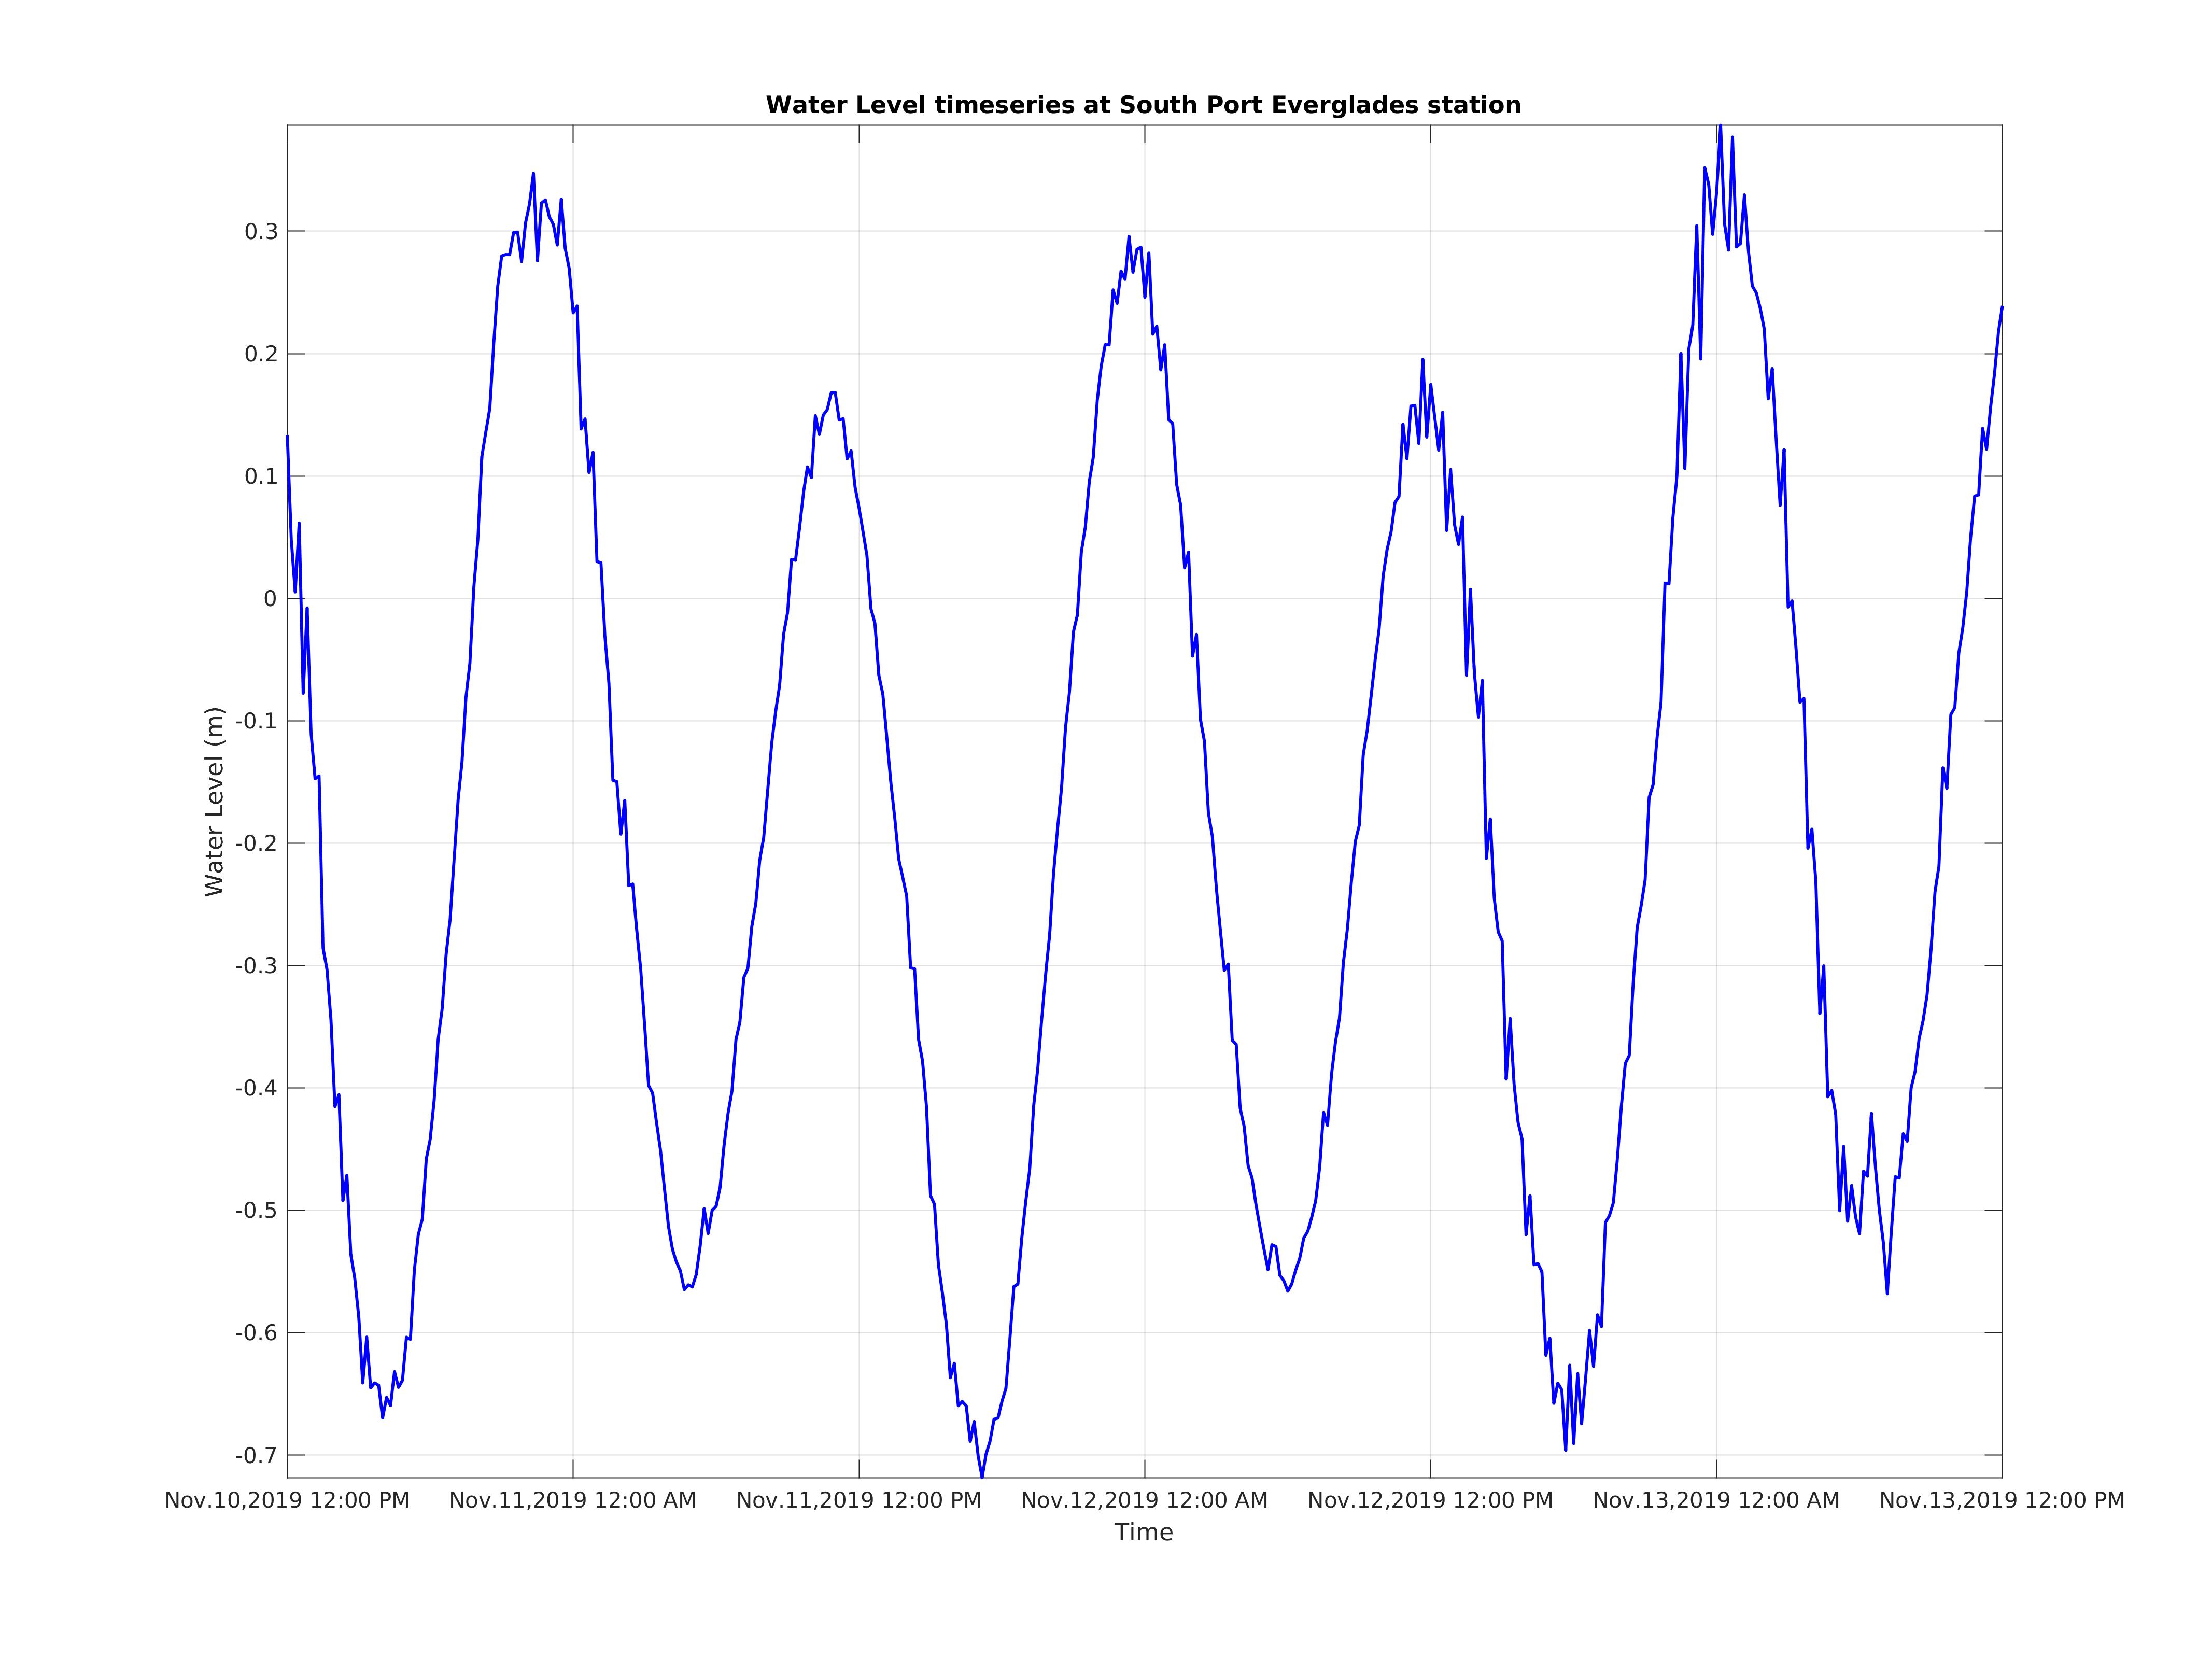 Water Level timeseries at South Port Everglades station
0.3
0.2
0.1
0
-0.1
-0.2
-0.3
-0.4
-0.5
-0.6
-0.7
Water Level (m)
Nov.10,2019 12:00 PM Nov.11,2019 12:00 AM Nov.11,2019 12:00 PM Nov.12,2019 12:00 AM Nov.12,2019 12:00 PM Nov.13,2019 12:00 AM Nov.13,2019 12:00 PM
Time